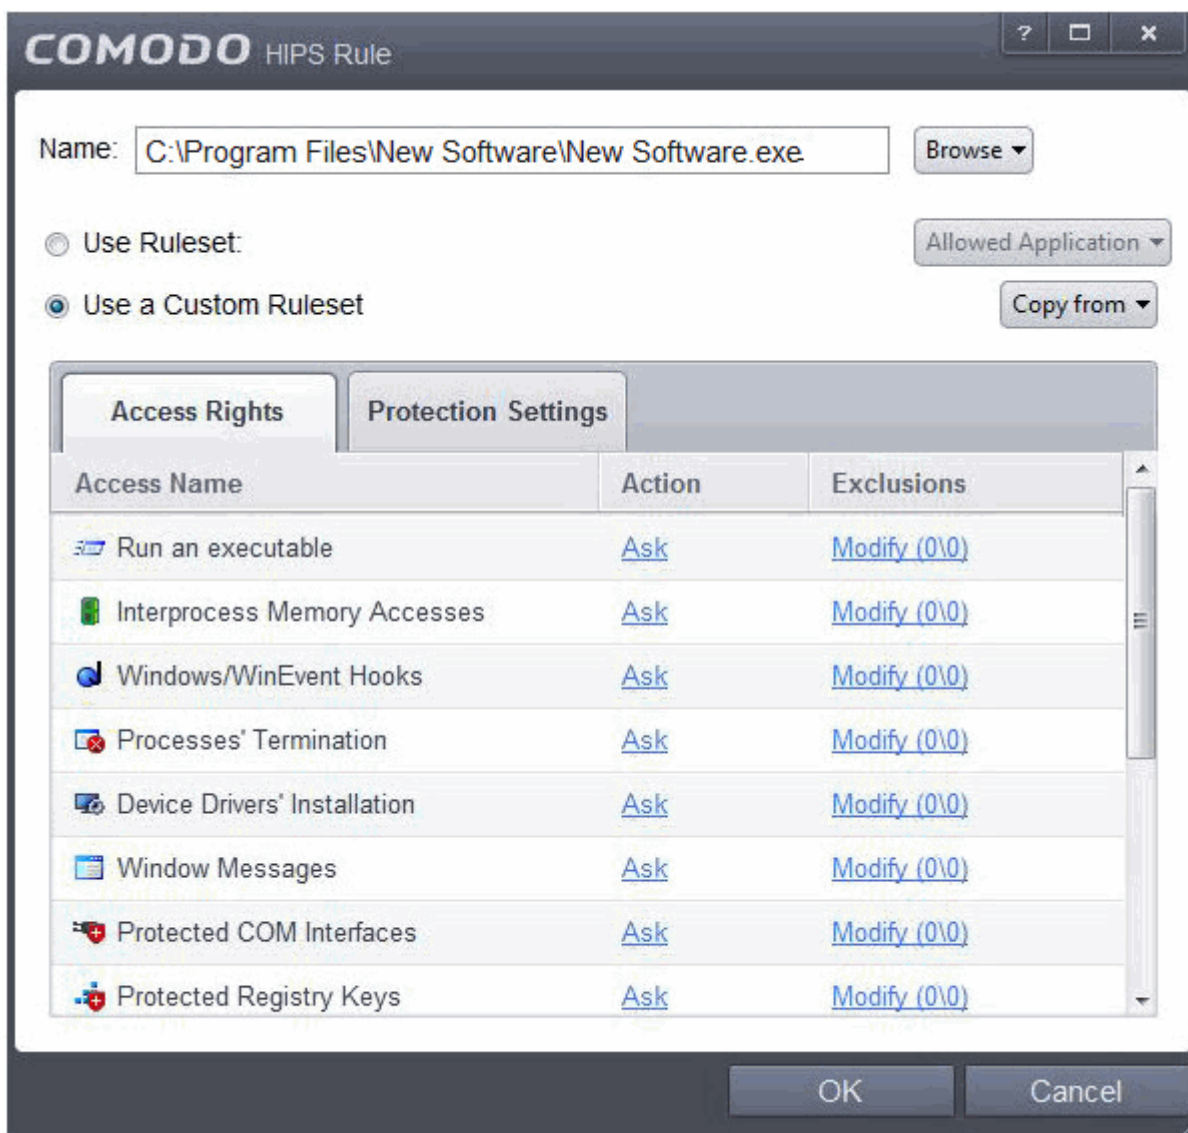 COMODO HIPS Rule ?
Name: C:\Program Files\New Software\New Software.exe Browse
Use Ruleset: Allowed Application
Use a Custom Ruleset Copy from
Access Rights Protection Settings
Access Name Action Exclusions
Run an executable Ask Modify (0\0)
Interprocess Memory Accesses Ask Modify (0\0)
Windows/WinEvent Hooks Ask Modify (0\0)
Processes' Termination Ask Modify (0\0)
Device Drivers' Installation Ask Modify (0\0)
Window Messages Ask Modify (0\0)
Protected COM Interfaces Ask Modify (0\0)
Protected Registry Keys Ask Modify (0\0)
OK Cancel